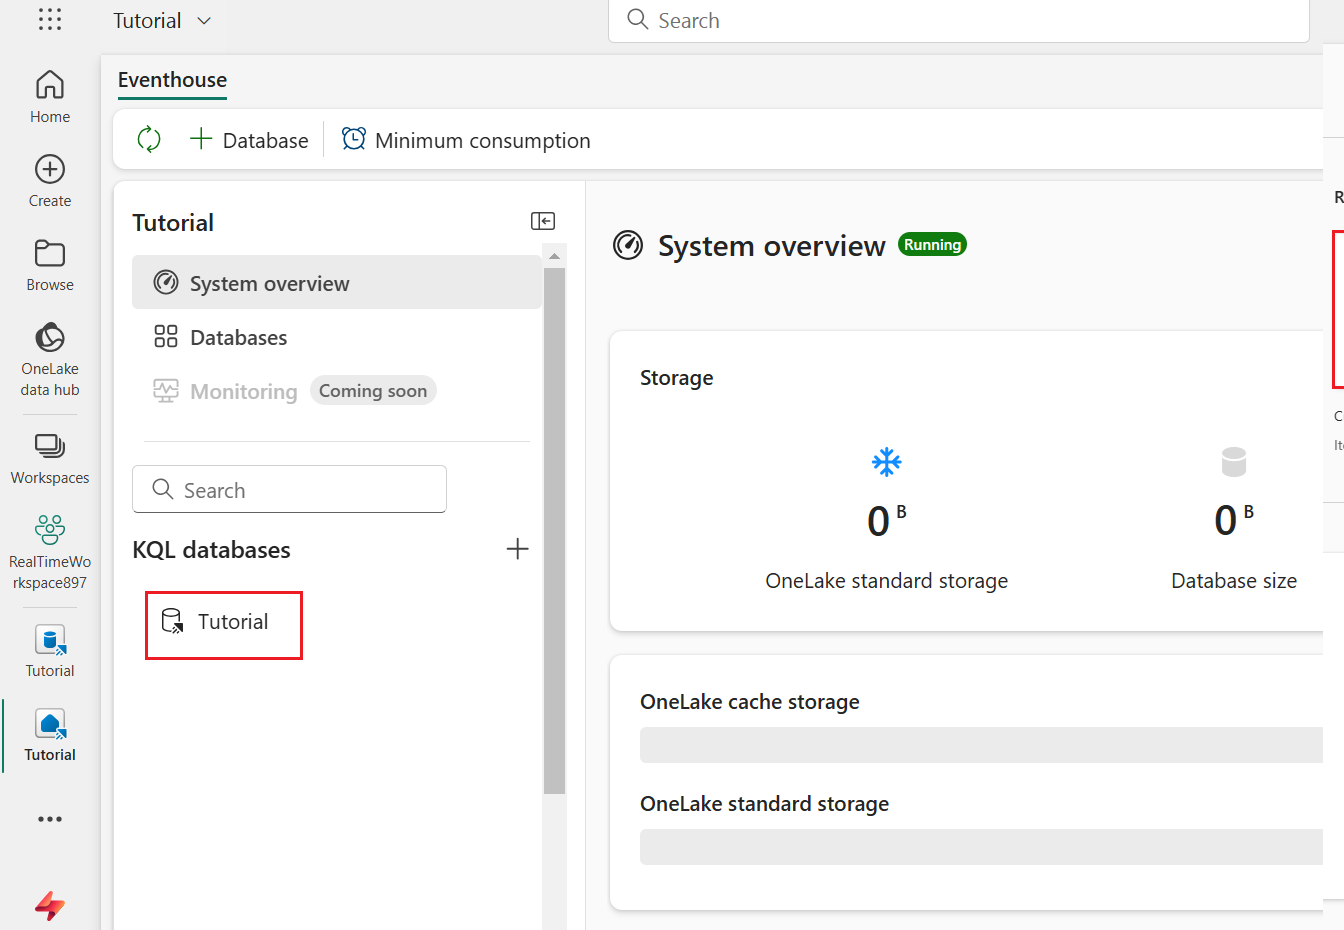 Tutorial
Search
Home
Create
Browse
OneLake
data hub
Workspaces
RealTimeWo
rkspace897
Tutorial
Tutorial
Eventhouse
Database
Minimum consumption
Tutorial
System overview
Databases
Monitoring Coming soon
Search
KQL databases
Tutorial
System overview Running
Storage
0 B
OneLake standard storage
0 B
Database size
OneLake cache storage
OneLake standard storage